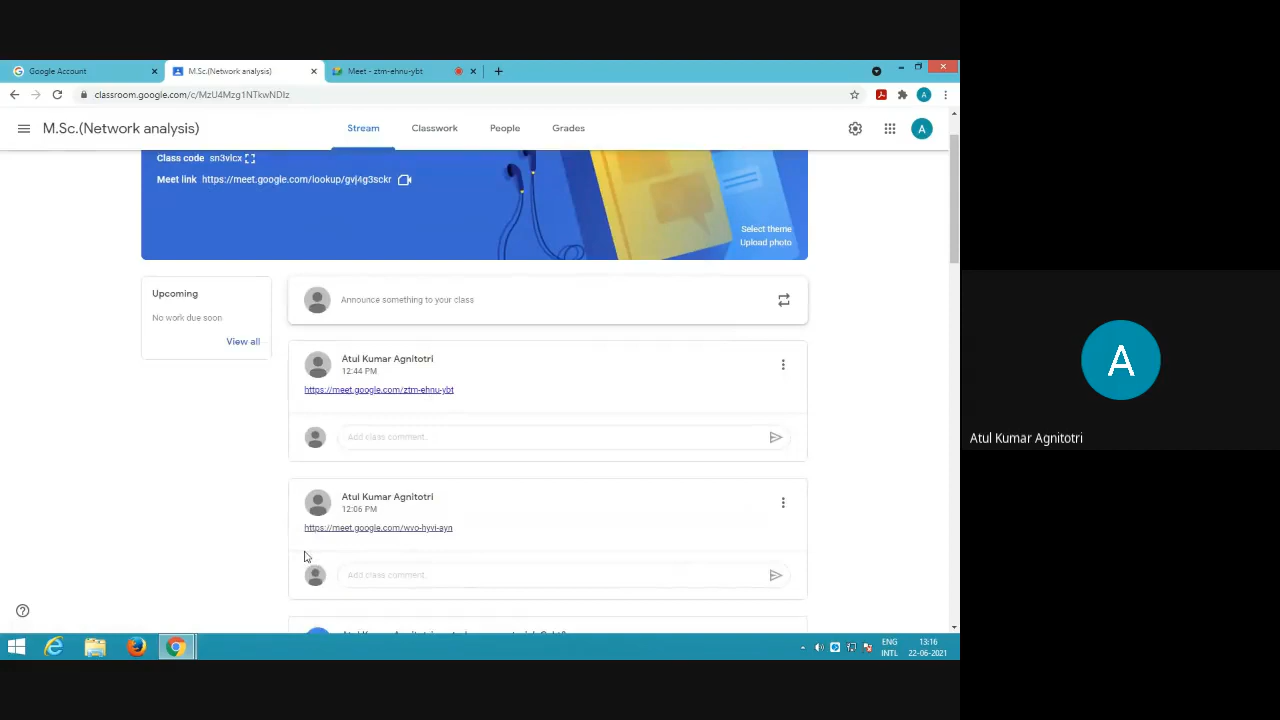 Google Account
M.Sc.(Network analysis)
Meet - ztm-ehnu-ybt
classroom.google.com/c/MzU4Mzg1NTkwNDIz
A
M.Sc.(Network analysis)
Stream
Classwork
People
Grades
A
Class code sn3vlcx
Meet link https://meet.google.com/lookup/gvj4g3sckr
Select theme
Upload photo
Upcoming
No work due soon
View all
Announce something to your class
Atul Kumar Agnitotri
12:44 PM
https://meet.google.com/ztm-ehnu-ybt
Add class comment.
Atul Kumar Agnitotri
12:06 PM
https://meet.google.com/wvo-hyvi-ayn
Add class comment.
ENG
INTL
13:16
22-06-2021
A
Atul Kumar Agnitotri